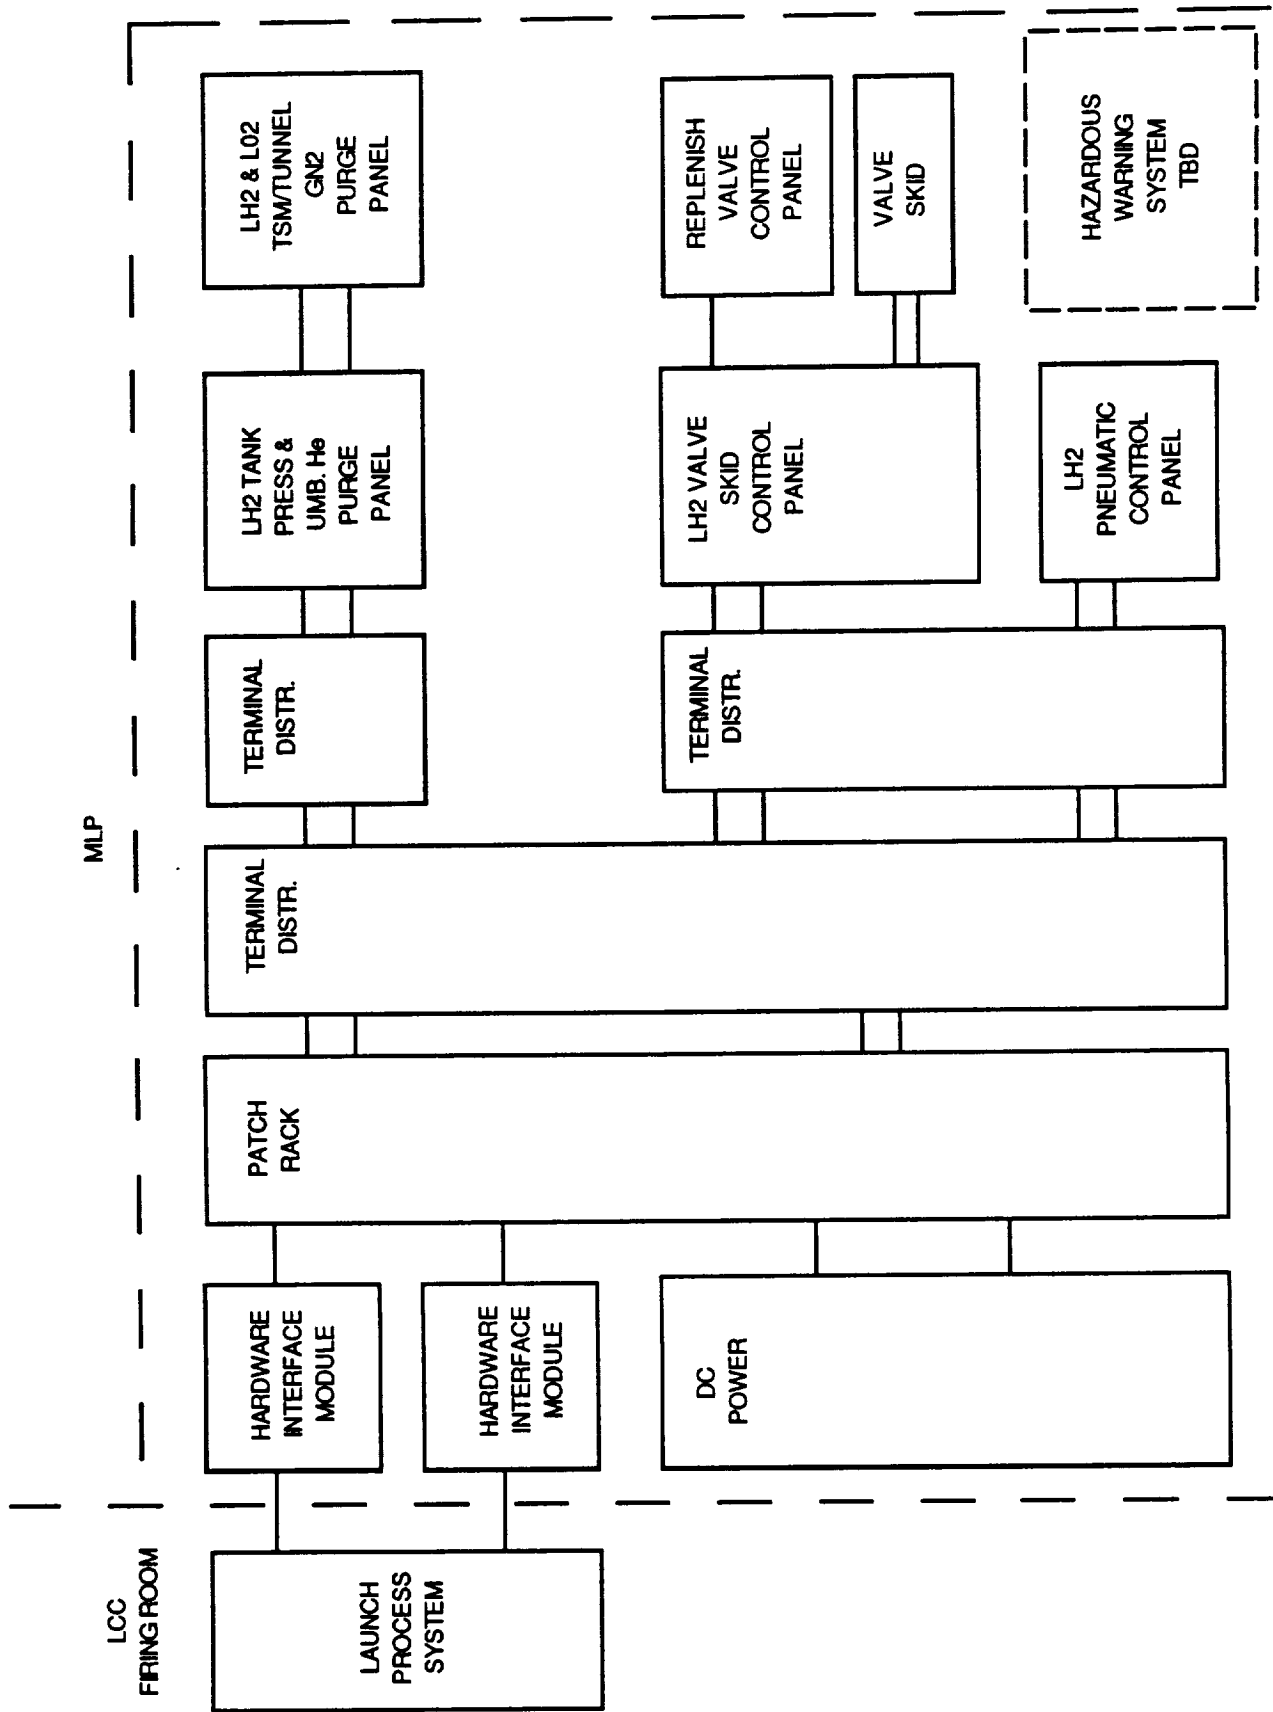 MLP
LCC
FIRING ROOM
LAUNCH
PROCESS
SYSTEM
HARDWARE
INTERFACE
MODULE
HARDWARE
INTERFACE
MODULE
DC
POWER
PATCH
RACK
TERMINAL
DISTR.
TERMINAL
DISTR.
TERMINAL
DISTR.
LH2 TANK
PRESS &
UMB. He
PURGE
PANEL
LH2 VALVE
SKID
CONTROL
PANEL
LH2
PNEUMATIC
CONTROL
PANEL
LH2 & L02
TSM/TUNNEL
GN2
PURGE
PANEL
REPLENISH
VALVE
CONTROL
PANEL
VALVE
SKID
HAZARDOUS
WARNING
SYSTEM
TBD